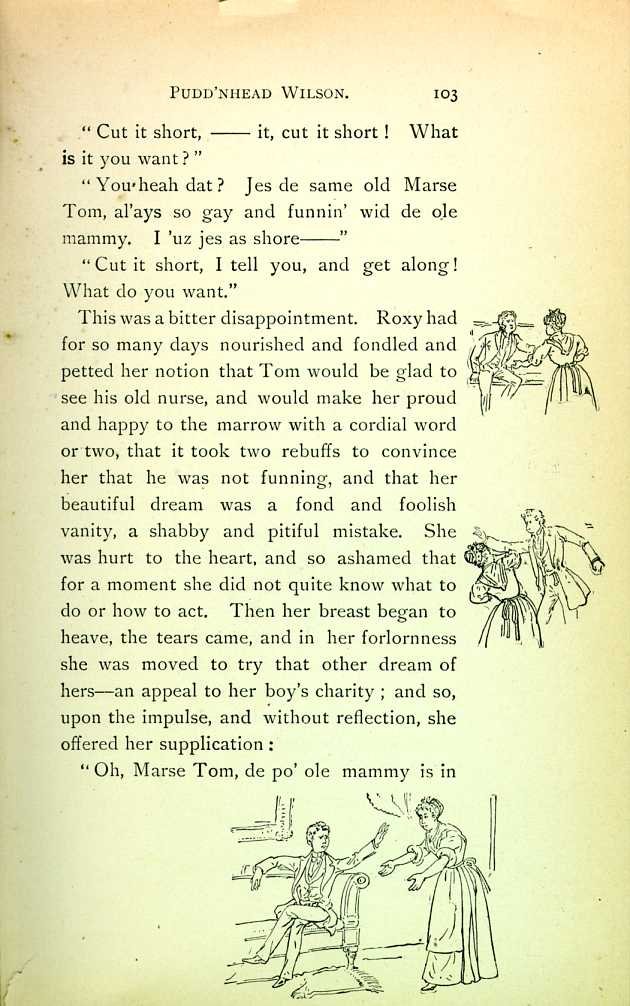 PUDD'NHEAD WILSON. 103
"Cut it short, —— it, cut it short! What
is it you want?"
"You heah dat? Jes de same old Marse
Tom, al'ays so gay and funnin' wid de ole
mammy. I 'uz jes as shore——"
"Cut it short, I tell you, and get along!
What do you want."
This was a bitter disappointment. Roxy had
for so many days nourished and fondled and
petted her notion that Tom would be glad to
see his old nurse, and would make her proud
and happy to the marrow with a cordial word
or two, that it took two rebuffs to convince
her that he was not funning, and that her
beautiful dream was a fond and foolish
vanity, a shabby and pitiful mistake. She
was hurt to the heart, and so ashamed that
for a moment she did not quite know what to
do or how to act. Then her breast began to
heave, the tears came, and in her forlornness
she was moved to try that other dream of
hers—an appeal to her boy's charity; and so,
upon the impulse, and without reflection, she
offered her supplication:
"Oh, Marse Tom, de po' ole mammy is in